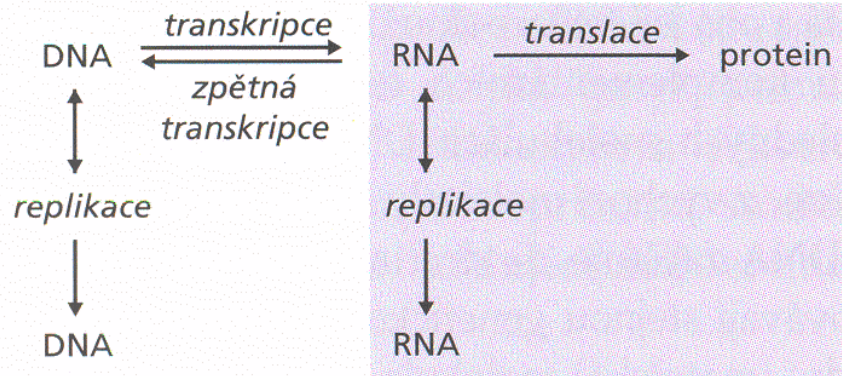 transkripce
translace
DNA
RNA
protein
zpětná
transkripce
replikace
replikace
DNA
RNA